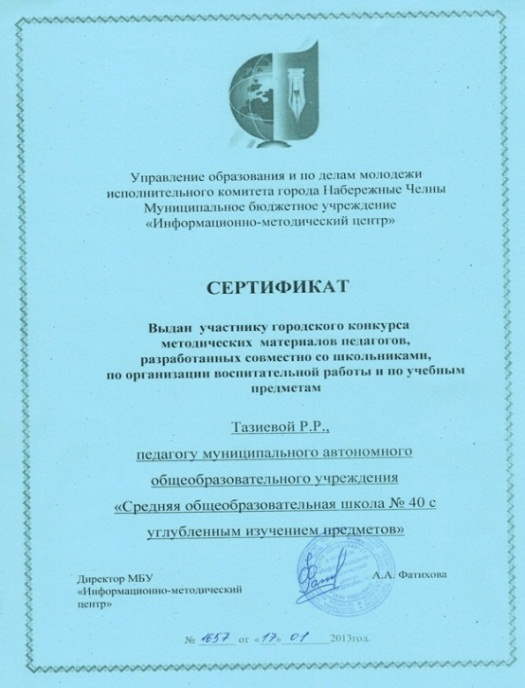 Управление образования и по делам молодежи
исполнительного комитета города Набережные Челны
Муниципальное бюджетное учреждение
«Информационно-методический центр»
СЕРТИФИКАТ
Выдан участнику городского конкурса
методических материалов педагогов,
разработанных совместно со школьниками,
по организации воспитательной работы и по учебным
предметам
Тазиевой Р.Р.,
педагогу муниципального автономного
общеобразовательного учреждения
«Средняя общеобразовательная школа № 40 с
углубленным изучением предметов»
Директор МБУ
«Информационно-методический
центр»
А.А. Фатихова
№ 1657 от «17» 01 2013год.